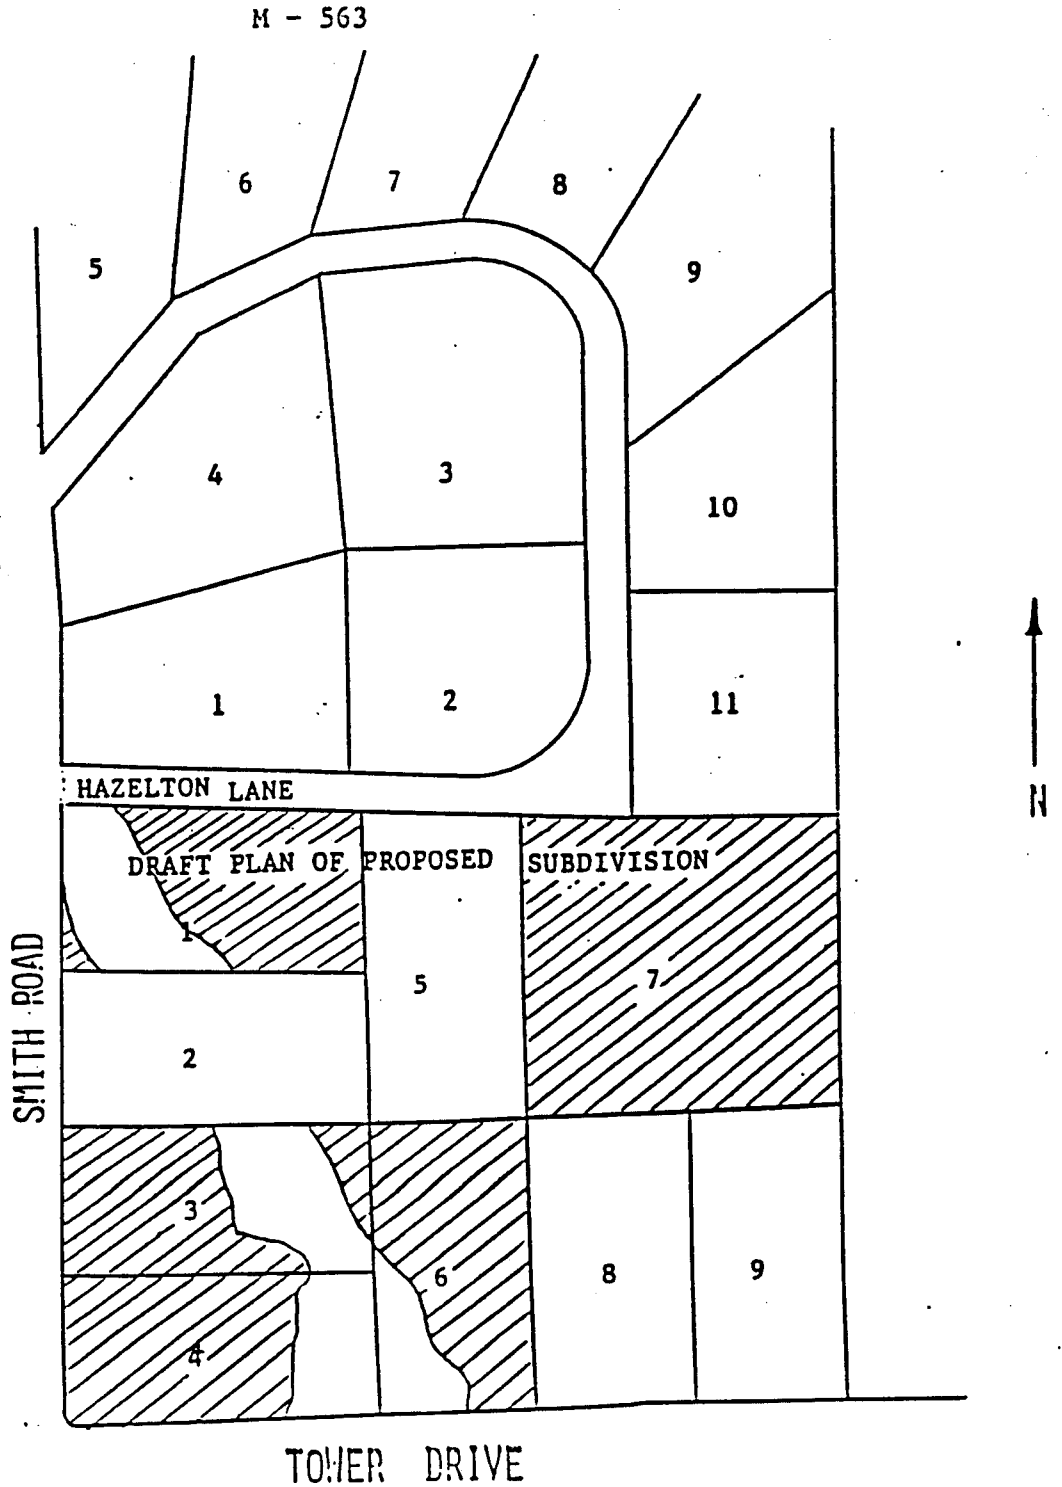 M - 563
6 7 8
5 9
4 3
10
1 2 11
HAZELTON LANE
N
DRAFT PLAN OF PROPOSED SUBDIVISION
1
5 7
2
SMITH ROAD
3
6 8 9
4
TOWER DRIVE